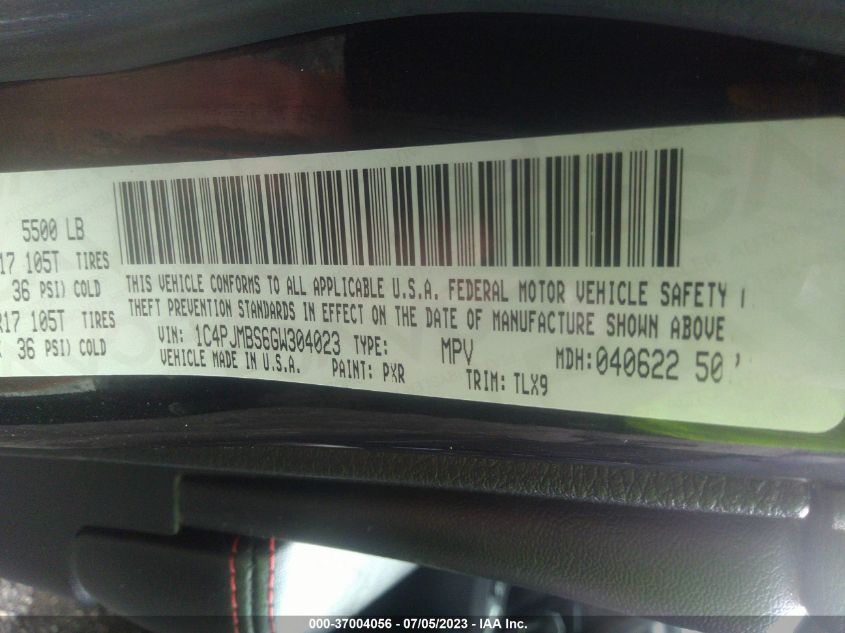 5500 LB
17 105T TIRES
36 PSI) COLD
R17 105T TIRES
36 PSI) COLD
THIS VEHICLE CONFORMS TO ALL APPLICABLE U.S.A. FEDERAL MOTOR VEHICLE SAFETY
THEFT PREVENTION STANDARDS IN EFFECT ON THE DATE OF MANUFACTURE SHOWN ABOVE
VIN: 1C4PJMBS6GW304023 TYPE: MPV MDH: 040622 50
VEHICLE MADE IN U.S.A. PAINT: PXR TRIM: TLX9
000-37004056 - 07/05/2023 - IAA Inc.